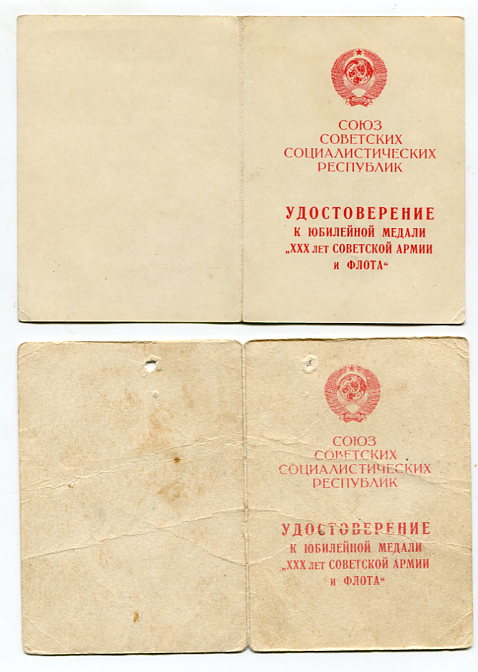 СОЮЗ
СОВЕТСКИХ
СОЦИАЛИСТИЧЕСКИХ
РЕСПУБЛИК
УДОСТОВЕРЕНИЕ
К ЮБИЛЕЙНОЙ МЕДАЛИ
„XXX ЛЕТ СОВЕТСКОЙ АРМИИ
И ФЛОТА“
СОЮЗ
СОВЕТСКИХ
СОЦИАЛИСТИЧЕСКИХ
РЕСПУБЛИК
УДОСТОВЕРЕНИЕ
К ЮБИЛЕЙНОЙ МЕДАЛИ
„XXX ЛЕТ СОВЕТСКОЙ АРМИИ
И ФЛОТА“